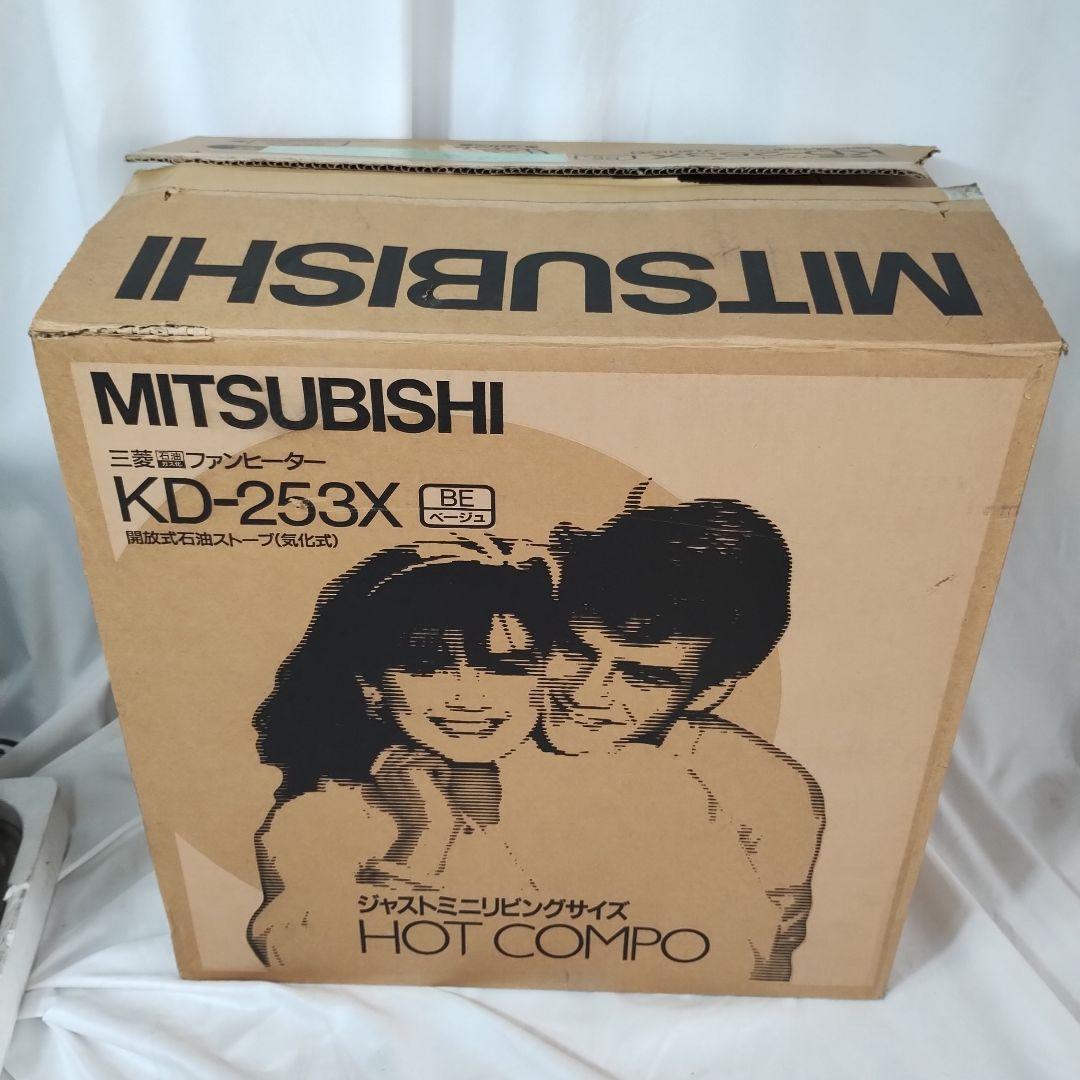 MITSUBISHI
MITSUBISHI
三菱石油ガス化ファンヒーター
KD-253X BE ベージュ
開放式石油ストーブ(気化式)
ジャストミニリビングサイズ
HOT COMPO